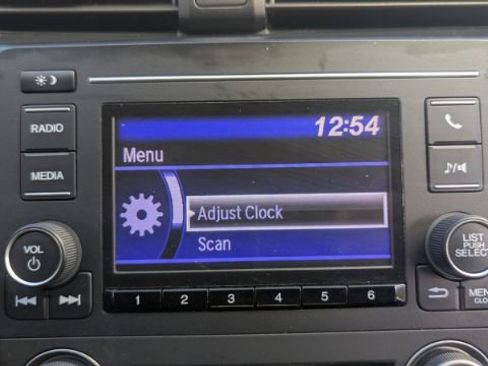 12:54
RADIO
Menu
MEDIA
Adjust Clock
VOL
LIST
PUSH
SELECT
Scan
1 2 3 4 5 6